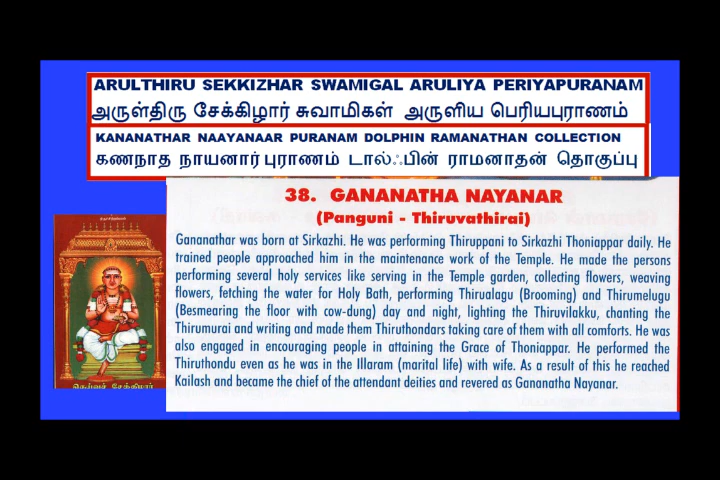 ARULTHIRU SEKKIZHAR SWAMIGAL ARULIYA PERIYAPURANAM
அருள்திரு சேக்கிழார் சுவாமிகள் அருளிய பெரியபுராணம்
KANANATHAR NAAYANAAR PURANAM DOLPHIN RAMANATHAN COLLECTION
கணநாத நாயனார் புராணம் டால்ஃபின் ராமனாதன் தொகுப்பு
38. GANANATHA NAYANAR
(Panguni - Thiruvathirai)
Gananathar was born at Sirkazhi. He was performing Thiruppani to Sirkazhi Thoniappar daily. He
trained people approached him in the maintenance work of the Temple. He made the persons
performing several holy services like serving in the Temple garden, collecting flowers, weaving
flowers, fetching the water for Holy Bath, performing Thirualagu (Brooming) and Thirumelugu
(Besmearing the floor with cow-dung) day and night, lighting the Thiruvilakku, chanting the
Thirumurai and writing and made them Thiruthondars taking care of them with all comforts. He was
also engaged in encouraging people in attaining the Grace of Thoniappar. He performed the
Thiruthondu even as he was in the Illaram (marital life) with wife. As a result of this he reached
Kailash and became the chief of the attendant deities and revered as Gananatha Nayanar.
தெய்வச் சேக்கிழார்